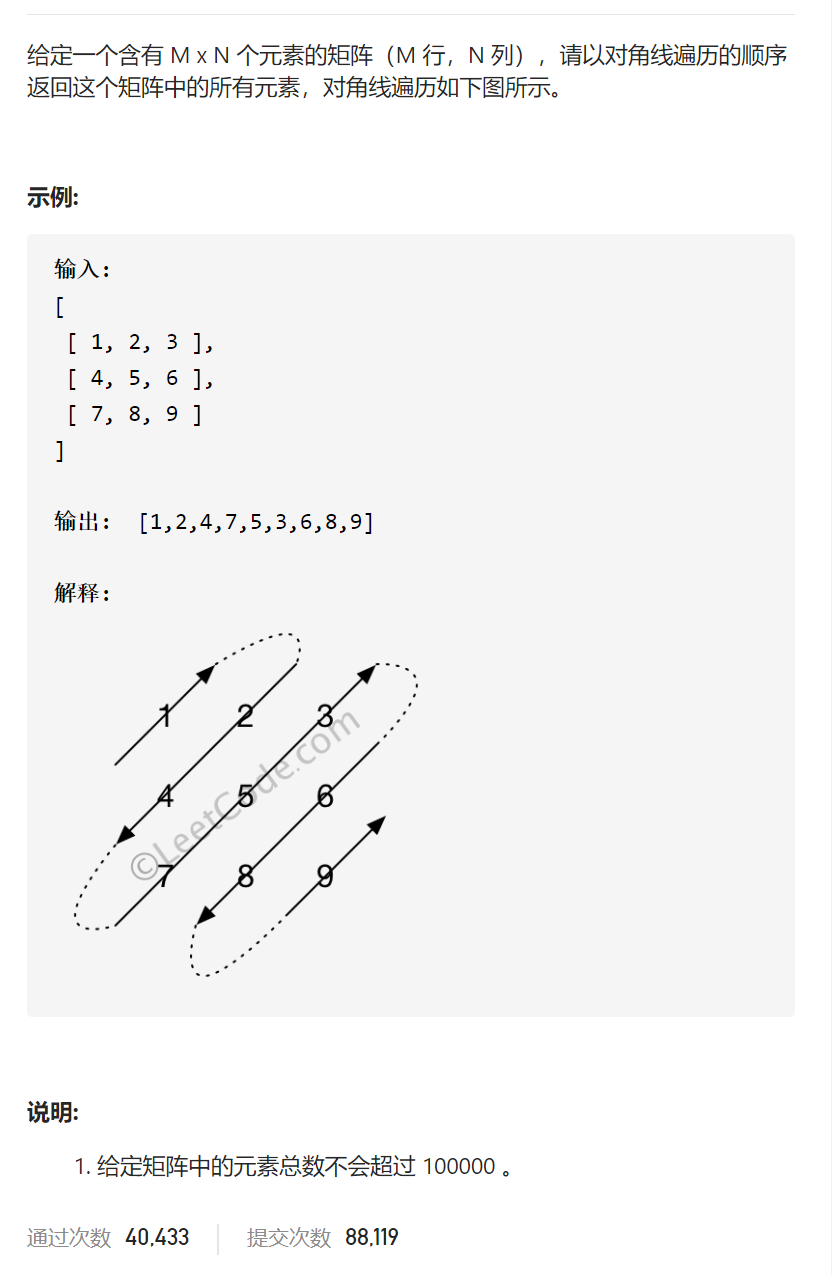 给定一个含有 M x N 个元素的矩阵（M 行，N 列），请以对角线遍历的顺序
返回这个矩阵中的所有元素，对角线遍历如下图所示。
示例:
输入:
[
[ 1, 2, 3 ],
[ 4, 5, 6 ],
[ 7, 8, 9 ]
]
输出: [1,2,4,7,5,3,6,8,9]
解释:
1 2 3
4 5 6
7 8 9
©LeetCode.com
说明:
1. 给定矩阵中的元素总数不会超过 100000 。
通过次数 40,433 提交次数 88,119